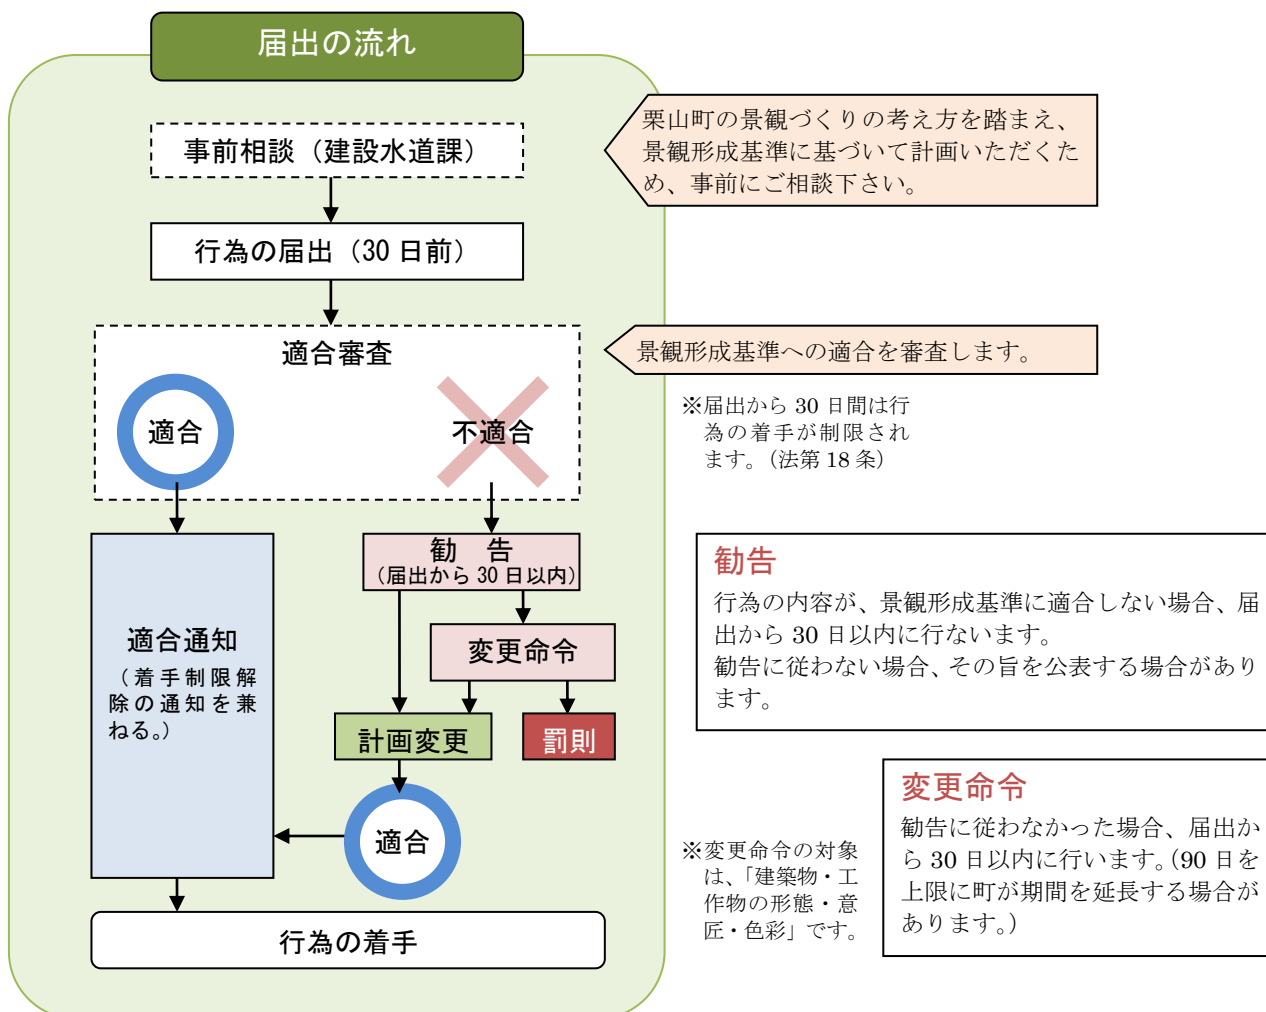 届出の流れ
事前相談（建設水道課）
栗山町の景観づくりの考え方を踏まえ、
景観形成基準に基づいて計画いただくた
め、事前にご相談下さい。
行為の届出（30 日前）
適合審査
景観形成基準への適合を審査します。
適合
不適合
※届出から 30 日間は行
為の着手が制限され
ます。（法第 18 条）
勧 告
（届出から 30 日以内）
勧告
行為の内容が、景観形成基準に適合しない場合、届
出から 30 日以内に行ないます。
勧告に従わない場合、その旨を公表する場合があり
ます。
適合通知
（着手制限解
除の通知を兼
ねる。）
変更命令
計画変更
罰則
適合
変更命令
勧告に従わなかった場合、届出か
ら 30 日以内に行います。（90 日を
上限に町が期間を延長する場合が
あります。）
※変更命令の対象
は、「建築物・工
作物の形態・意
匠・色彩」です。
行為の着手